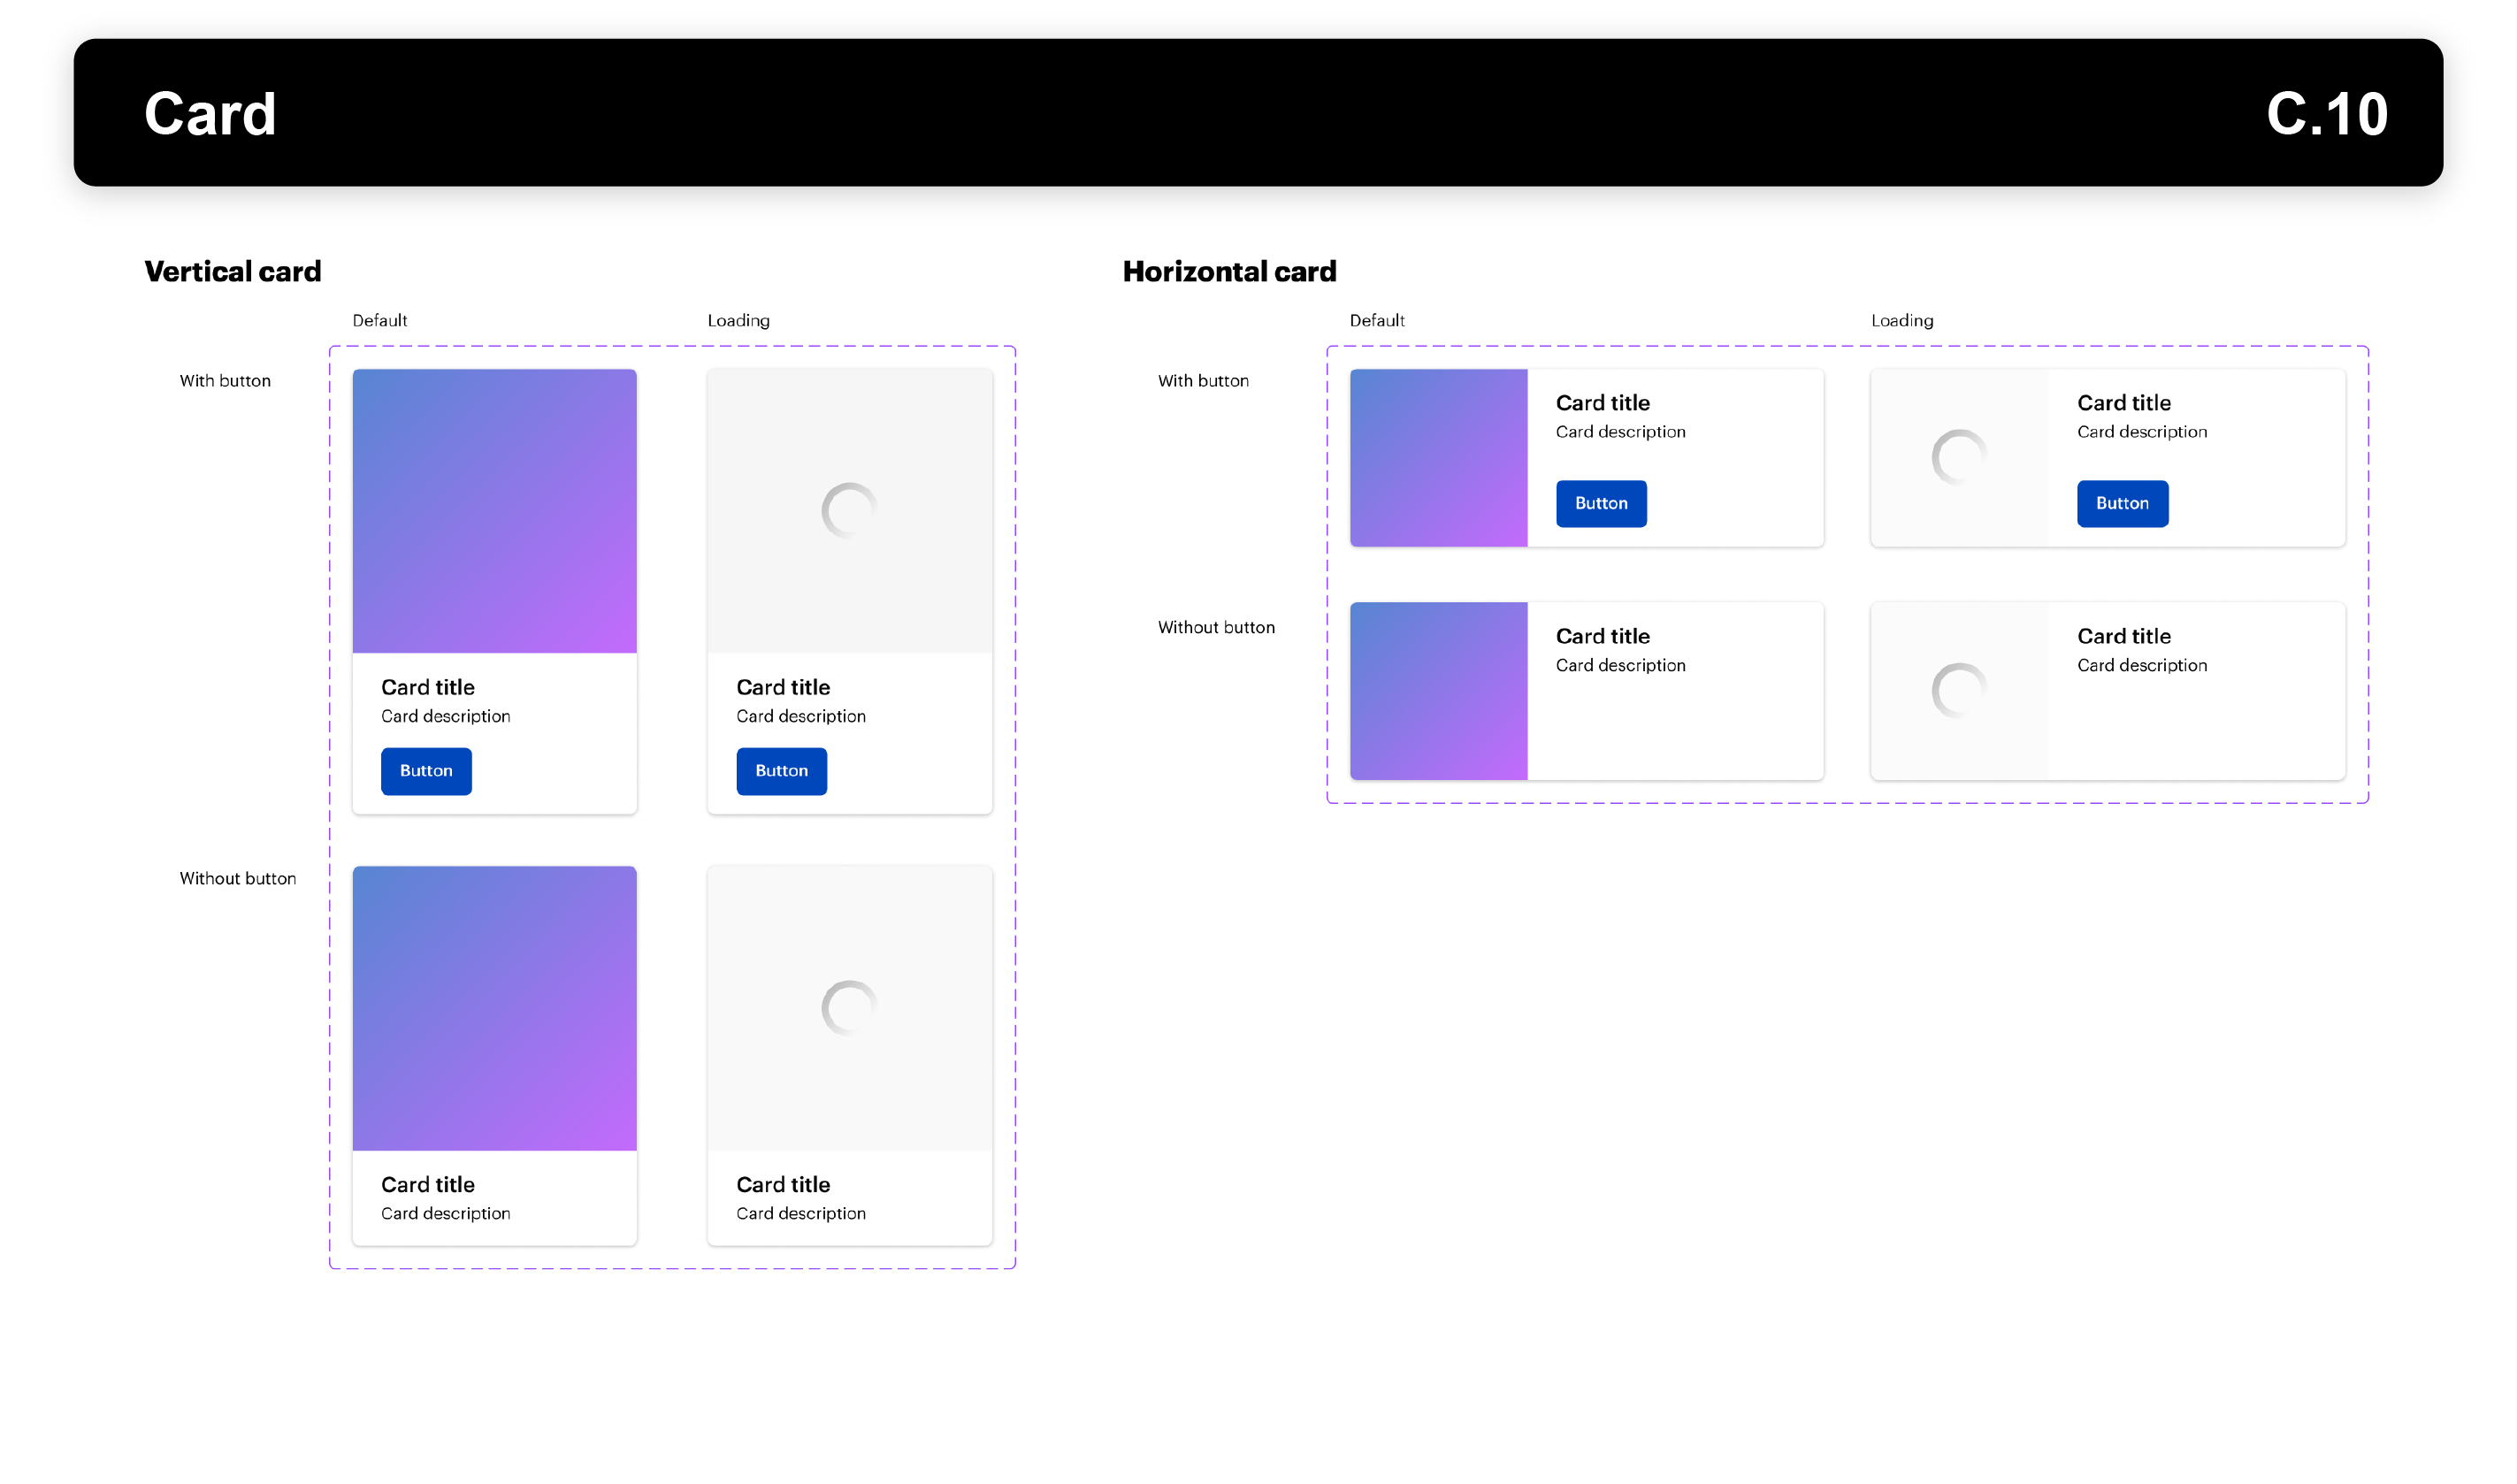 Card
C.10
Vertical card
Default
Loading
With button
Card title
Card description
Button
Card title
Card description
Button
Without button
Card title
Card description
Card title
Card description
Horizontal card
Default
Loading
With button
Card title
Card description
Button
Card title
Card description
Button
Without button
Card title
Card description
Card title
Card description